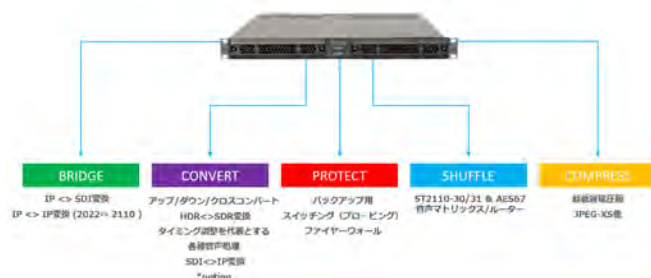 BRIDGE
IP <> SDI変換
IP <> IP変換 (2022⇔ 2110 )
CONVERT
アップ/ダウン/クロスコンバート
HDR<>SDR変換
タイミング調整を代表とする
各種音声処理
SDI<>IP変換
PROTECT
バックアップ用
スイッチング（プロービング）
ファイヤーウォール
SHUFFLE
ST2110-30/31 & AES67
音声マトリックス/ルーター
COMPRESS
超低遅延圧縮
JPEG-XS他